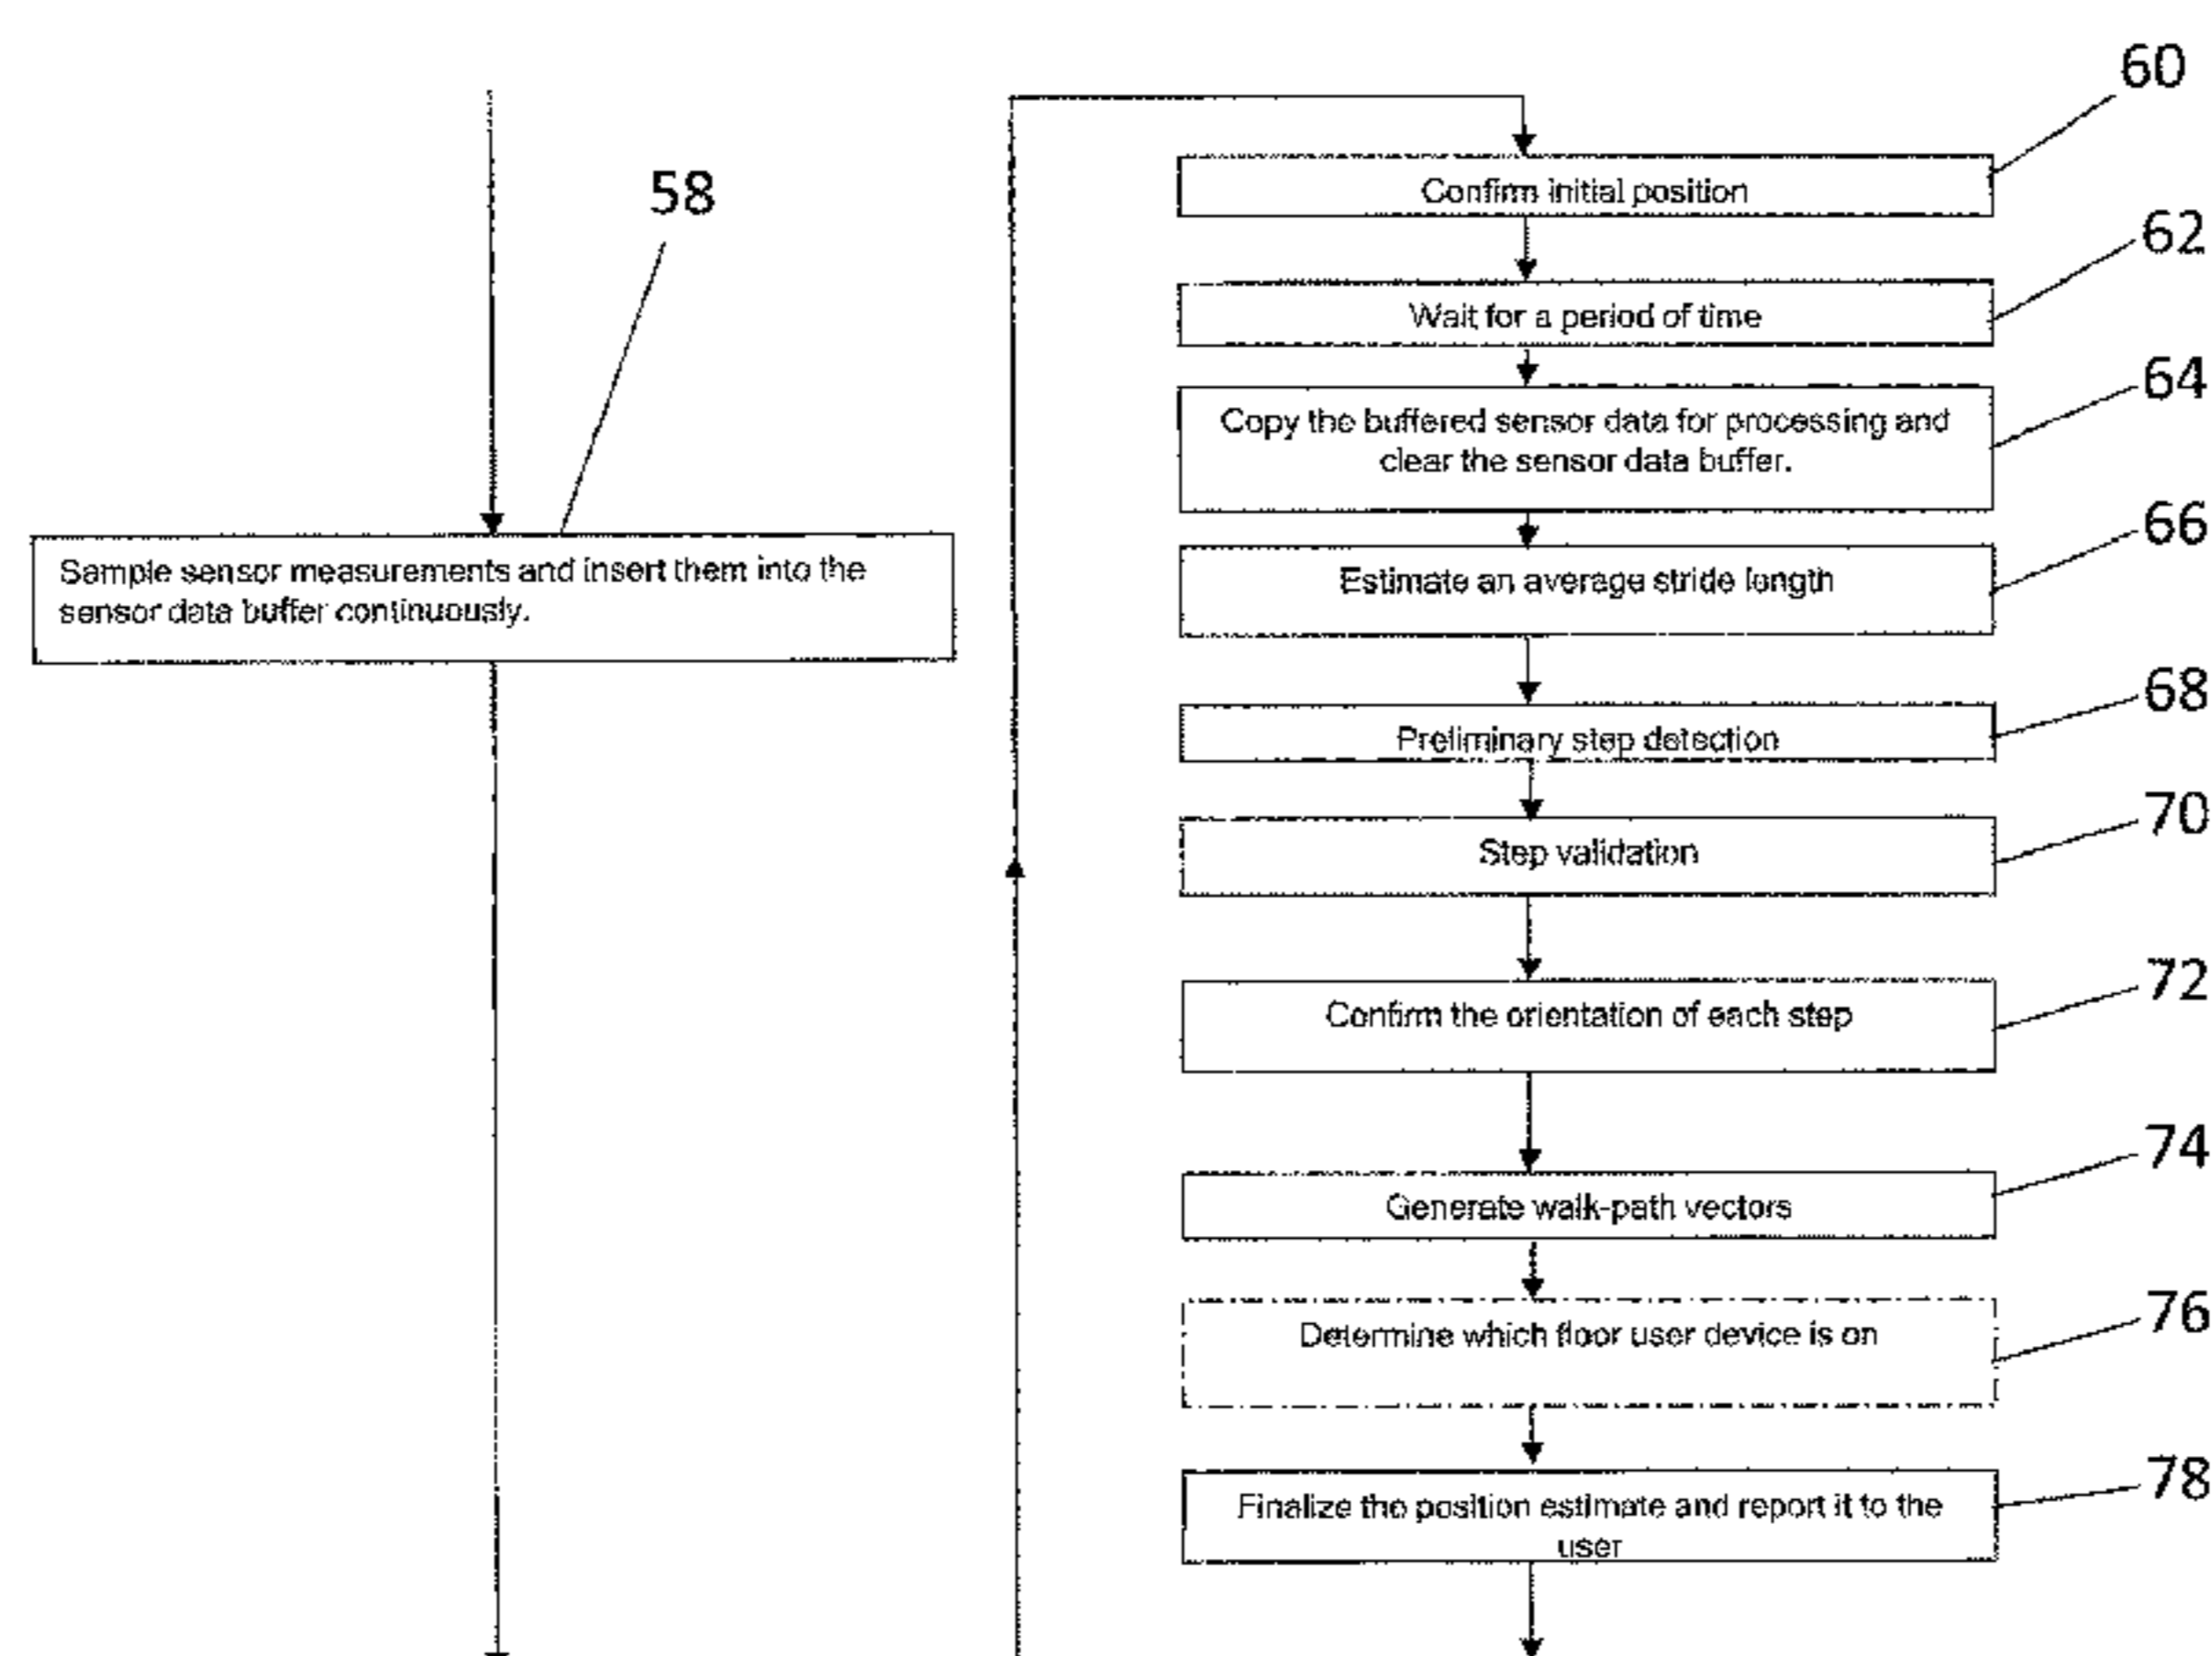 60
Confirm initial position
62
Wait for a period of time
64
Copy the buffered sensor data for processing and
clear the sensor data buffer.
58
Sample sensor measurements and insert them into the
sensor data buffer continuously.
66
Estimate an average stride length
68
Preliminary step detection
70
Step validation
72
Confirm the orientation of each step
74
Generate walk-path vectors
76
Determine which floor user device is on
78
Finalize the position estimate and report it to the
user